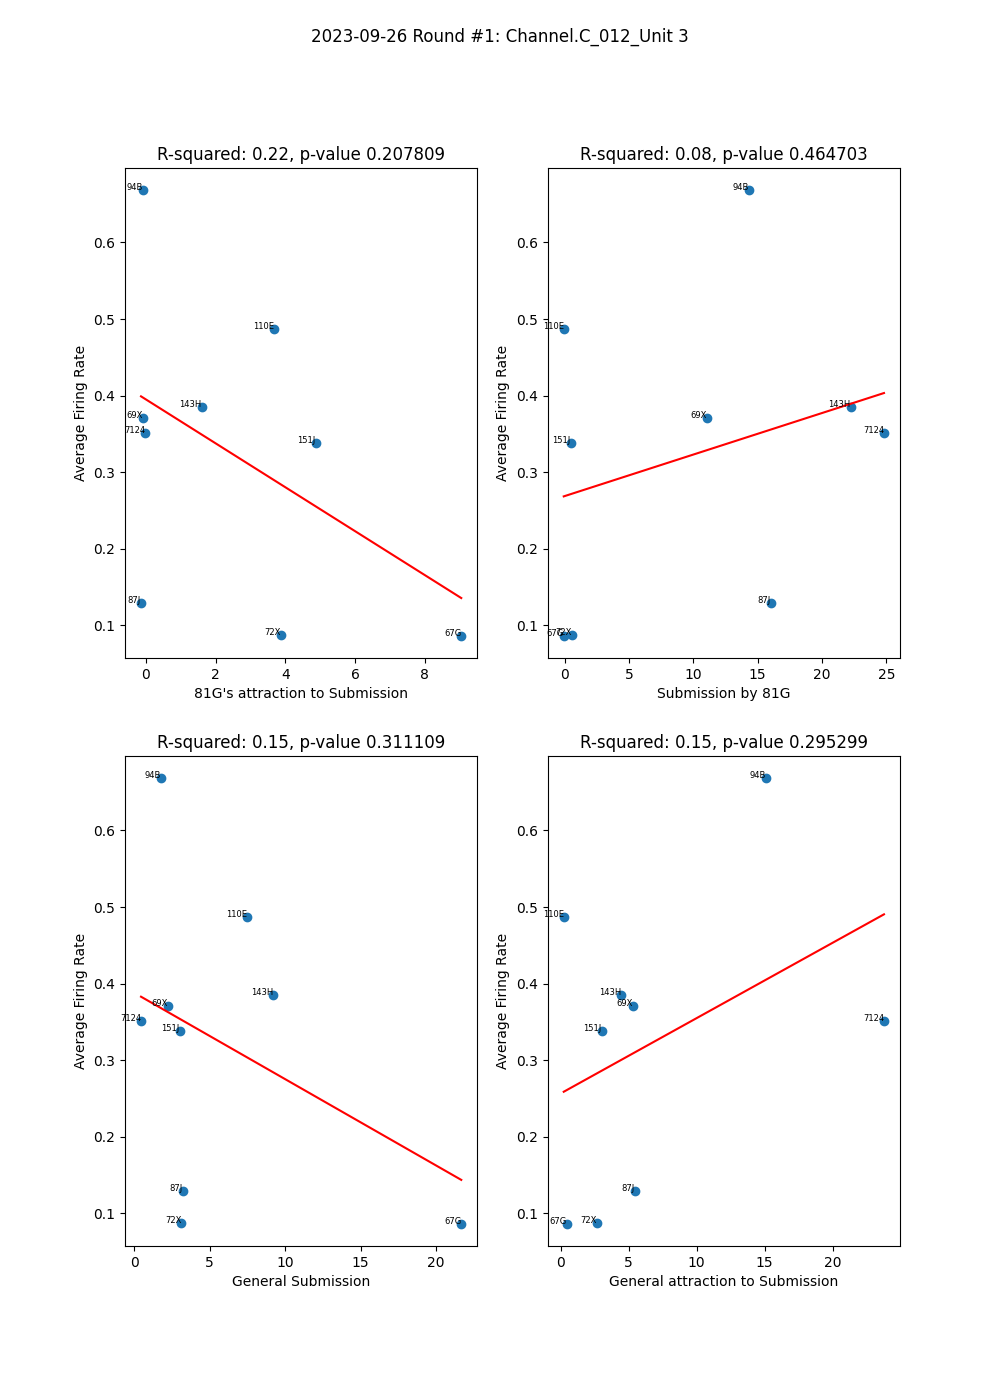 2023-09-26 Round #1: Channel.C_012_Unit 3
R-squared: 0.22, p-value 0.207809
94B
0.6
0.5
110E
0.4
143H
69X
7124
151J
0.3
0.2
87J
0.1
72X
67G
Average Firing Rate
0 2 4 6 8
81G's attraction to Submission
R-squared: 0.08, p-value 0.464703
94B
0.6
0.5
110E
0.4
143H
69X
7124
151J
0.3
0.2
87J
0.1
67G
72X
Average Firing Rate
0 5 10 15 20 25
Submission by 81G
R-squared: 0.15, p-value 0.311109
94B
0.6
0.5
110E
0.4
143H
69X
7124
151J
0.3
0.2
87J
0.1
72X
67G
Average Firing Rate
0 5 10 15 20
General Submission
R-squared: 0.15, p-value 0.295299
94B
0.6
0.5
110E
0.4
143H
69X
7124
151J
0.3
0.2
87J
0.1
67G
72X
Average Firing Rate
0 5 10 15 20
General attraction to Submission